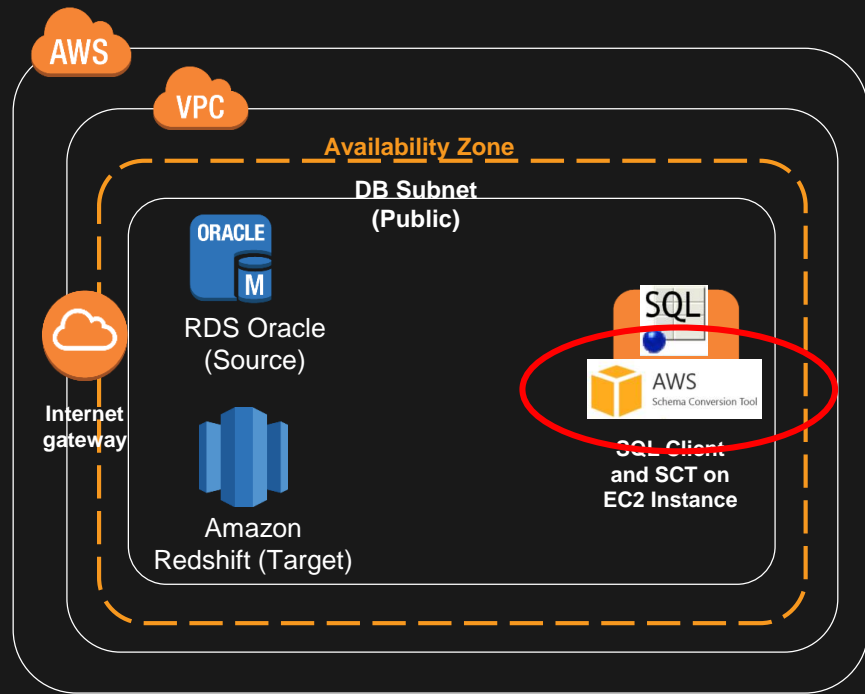 AWS
VPC
Availability Zone
DB Subnet
(Public)
ORACLE
M
RDS Oracle
(Source)
SQL
AWS
Schema Conversion Tool
Internet
gateway
SQL Client
and SCT on
EC2 Instance
Amazon
Redshift (Target)